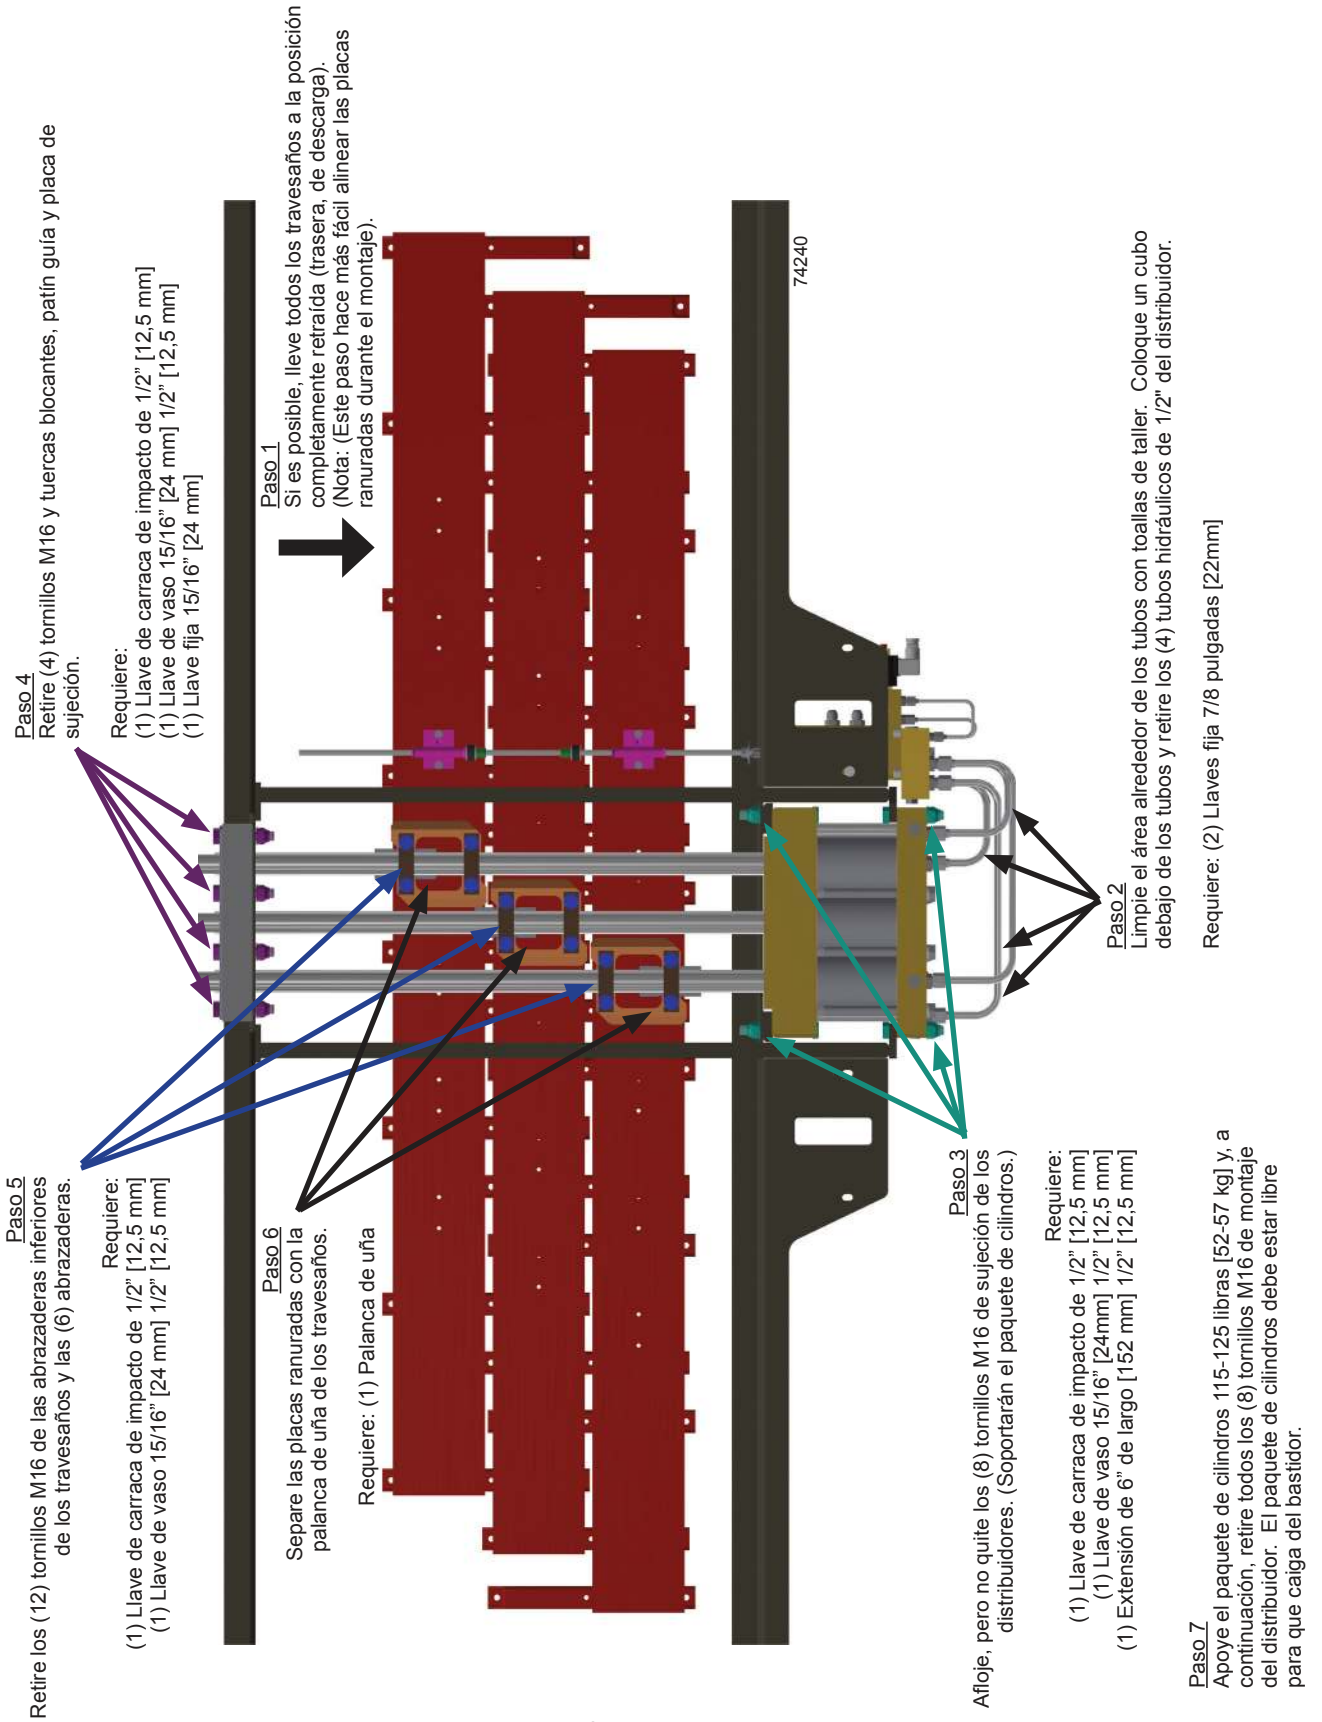 Paso 1
Si es posible, lleve todos los travesaños a la posición
completamente retraída (trasera, de descarga).
(Nota: (Este paso hace más fácil alinear las placas
ranuradas durante el montaje).
Paso 2
Limpie el área alrededor de los tubos con toallas de taller.  Coloque un cubo
debajo de los tubos y retire los (4) tubos hidráulicos de 1/2" del distribuidor.
Requiere: (2) Llaves fija 7/8 pulgadas [22mm]
Paso 3
Afloje, pero no quite los (8) tornillos M16 de sujeción de los
distribuidores. (Soportarán el paquete de cilindros.)
Requiere:
(1) Llave de carraca de impacto de 1/2” [12,5 mm]
(1) Llave de vaso 15/16” [24mm] 1/2” [12,5 mm]
(1) Extensión de 6” de largo [152 mm] 1/2” [12,5 mm]
Paso 4
Retire (4) tornillos M16 y tuercas blocantes, patín guía y placa de
sujeción.
Requiere:
(1) Llave de carraca de impacto de 1/2” [12,5 mm]
(1) Llave de vaso 15/16” [24 mm] 1/2” [12,5 mm]
(1) Llave fija 15/16” [24 mm]
Paso 5
Retire los (12) tornillos M16 de las abrazaderas inferiores
de los travesaños y las (6) abrazaderas.
Requiere:
(1) Llave de carraca de impacto de 1/2” [12,5 mm]
(1) Llave de vaso 15/16” [24 mm] 1/2” [12,5 mm]
Paso 6
Separe las placas ranuradas con la
palanca de uña de los travesaños.
Requiere: (1) Palanca de uña
Paso 7
Apoye el paquete de cilindros 115-125 libras [52-57 kg] y, a
continuación, retire todos los (8) tornillos M16 de montaje
del distribuidor.  El paquete de cilindros debe estar libre
para que caiga del bastidor.
74240